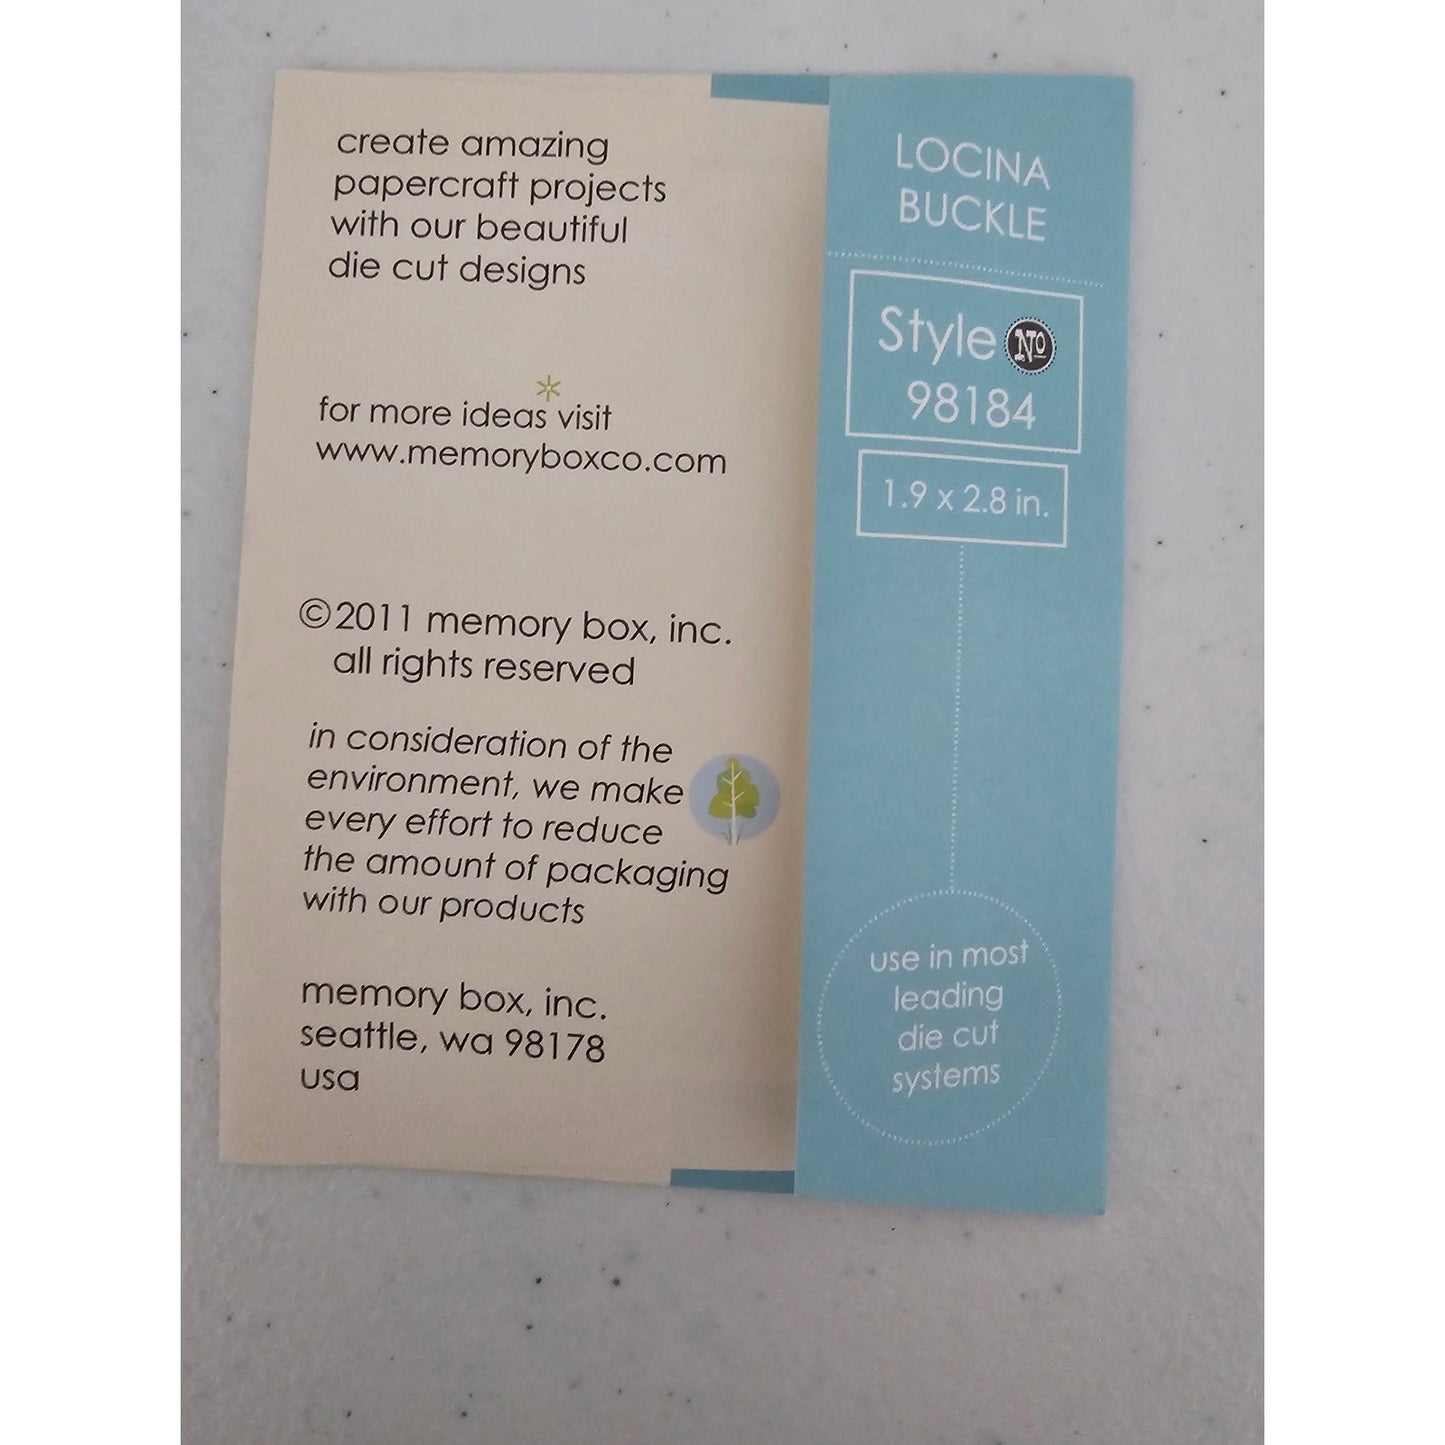 create amazing
papercraft projects
with our beautiful
die cut designs
for more ideas visit
www.memoryboxco.com
©2011 memory box, inc.
all rights reserved
in consideration of the
environment, we make
every effort to reduce
the amount of packaging
with our products
memory box, inc.
seattle, wa 98178
usa
LOCINA
BUCKLE
Style Nº
98184
1.9 x 2.8 in.
use in most
leading
die cut
systems